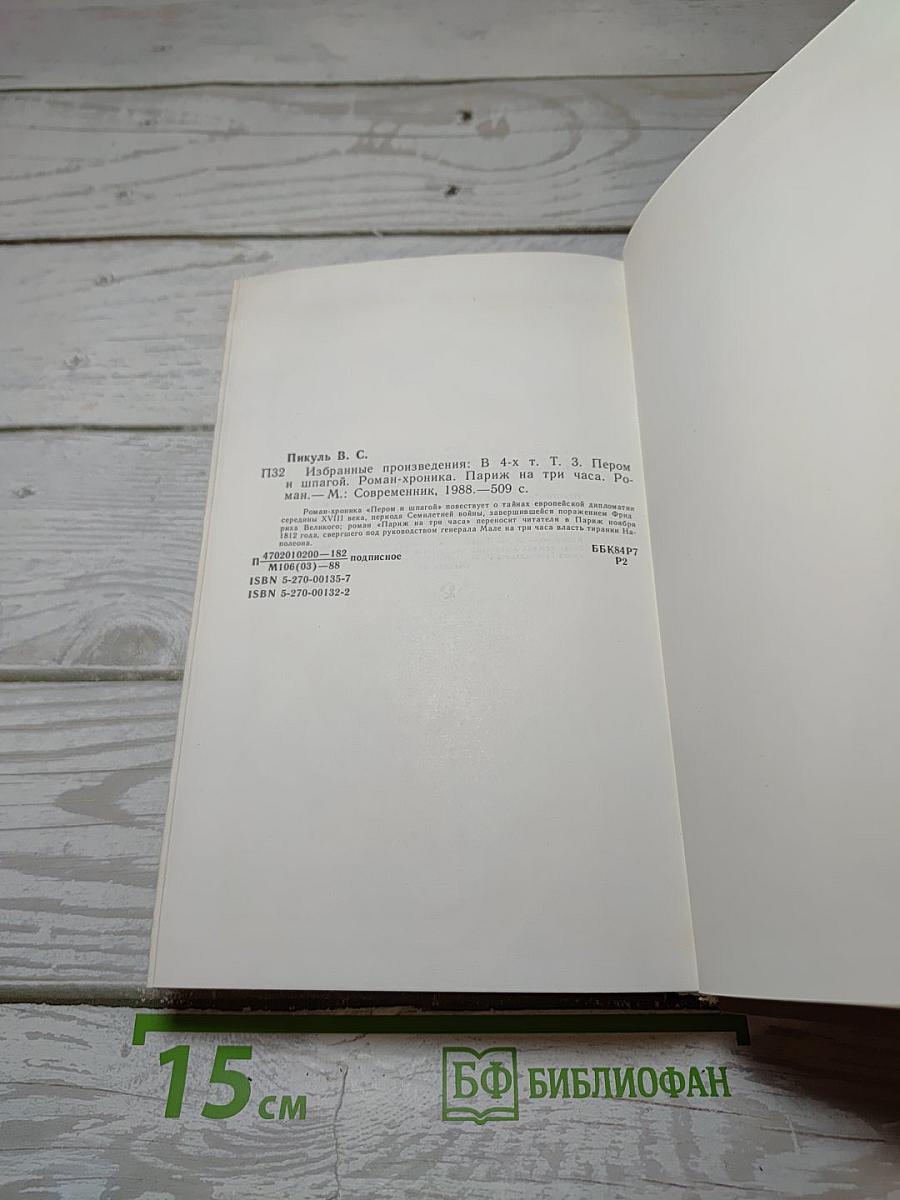 Пикуль В. С.
П32 Избранные произведения: В 4-х т. Т. 3. Пером
и шпагой. Роман-хроника. Париж на три часа. Ро-
ман.— М.: Современник, 1988.—509 с.
Роман-хроника «Пером и шпагой» повествует о тайнах европейской дипломатии
середины XVIII века, периода Семилетней войны, завершившейся поражением Фрид
риха Великого; роман «Париж на три часа» переносит читателя в Париж ноября
1812 года, свергшего под руководством генерала Мале на три часа власть тирании На-
полеона.
П 4702010200—182 подписное
М106(03)—88
ББК84Р7
Р2
ISBN 5-270-00135-7
ISBN 5-270-00132-2
15 см
БФ БИБЛИОФАН